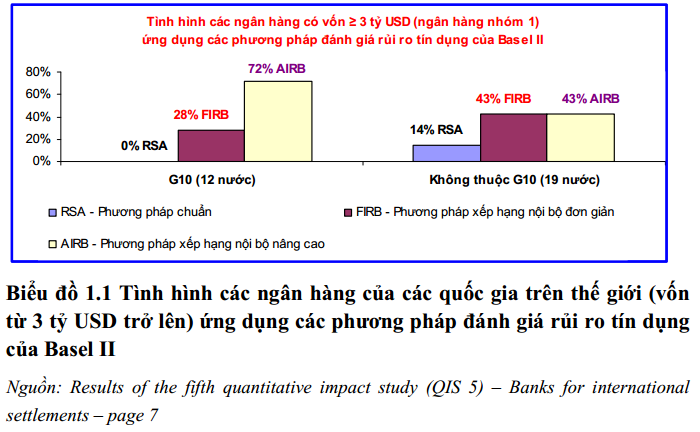 Tình hình các ngân hàng có vốn ≥ 3 tỷ USD (ngân hàng nhóm 1)
ứng dụng các phương pháp đánh giá rủi ro tín dụng của Basel II
80%
60%
40%
20%
0%
0% RSA
28% FIRB
72% AIRB
14% RSA
43% FIRB
43% AIRB
G10 (12 nước)
Không thuộc G10 (19 nước)
RSA - Phương pháp chuẩn
FIRB - Phương pháp xếp hạng nội bộ đơn giản
AIRB - Phương pháp xếp hạng nội bộ nâng cao
Biểu đồ 1.1 Tình hình các ngân hàng của các quốc gia trên thế giới (vốn
từ 3 tỷ USD trở lên) ứng dụng các phương pháp đánh giá rủi ro tín dụng
của Basel II
Nguồn: Results of the fifth quantitative impact study (QIS 5) – Banks for international
settlements – page 7